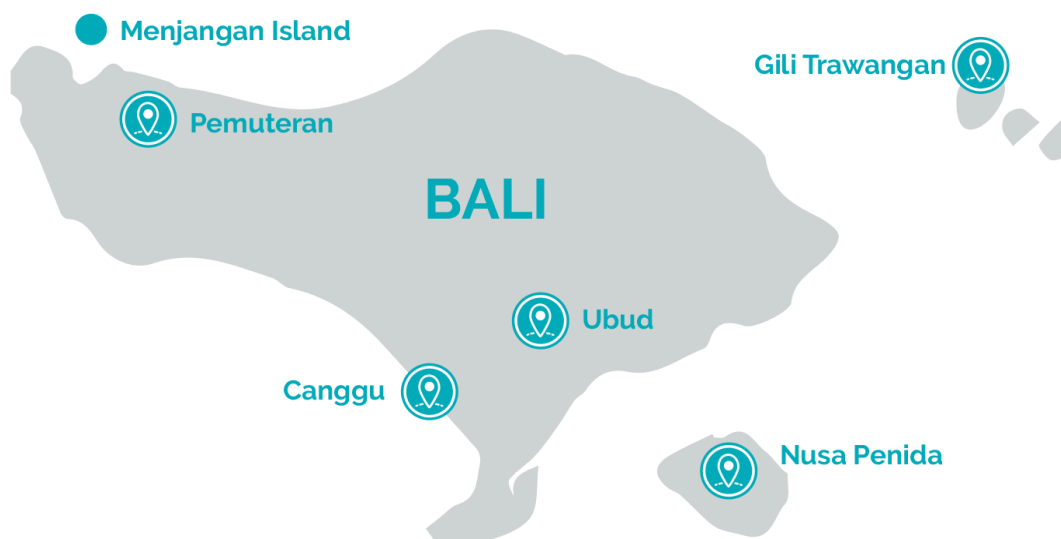 Menjangan Island
Gili Trawangan
Pemuteran
BALI
Ubud
Canggu
Nusa Penida